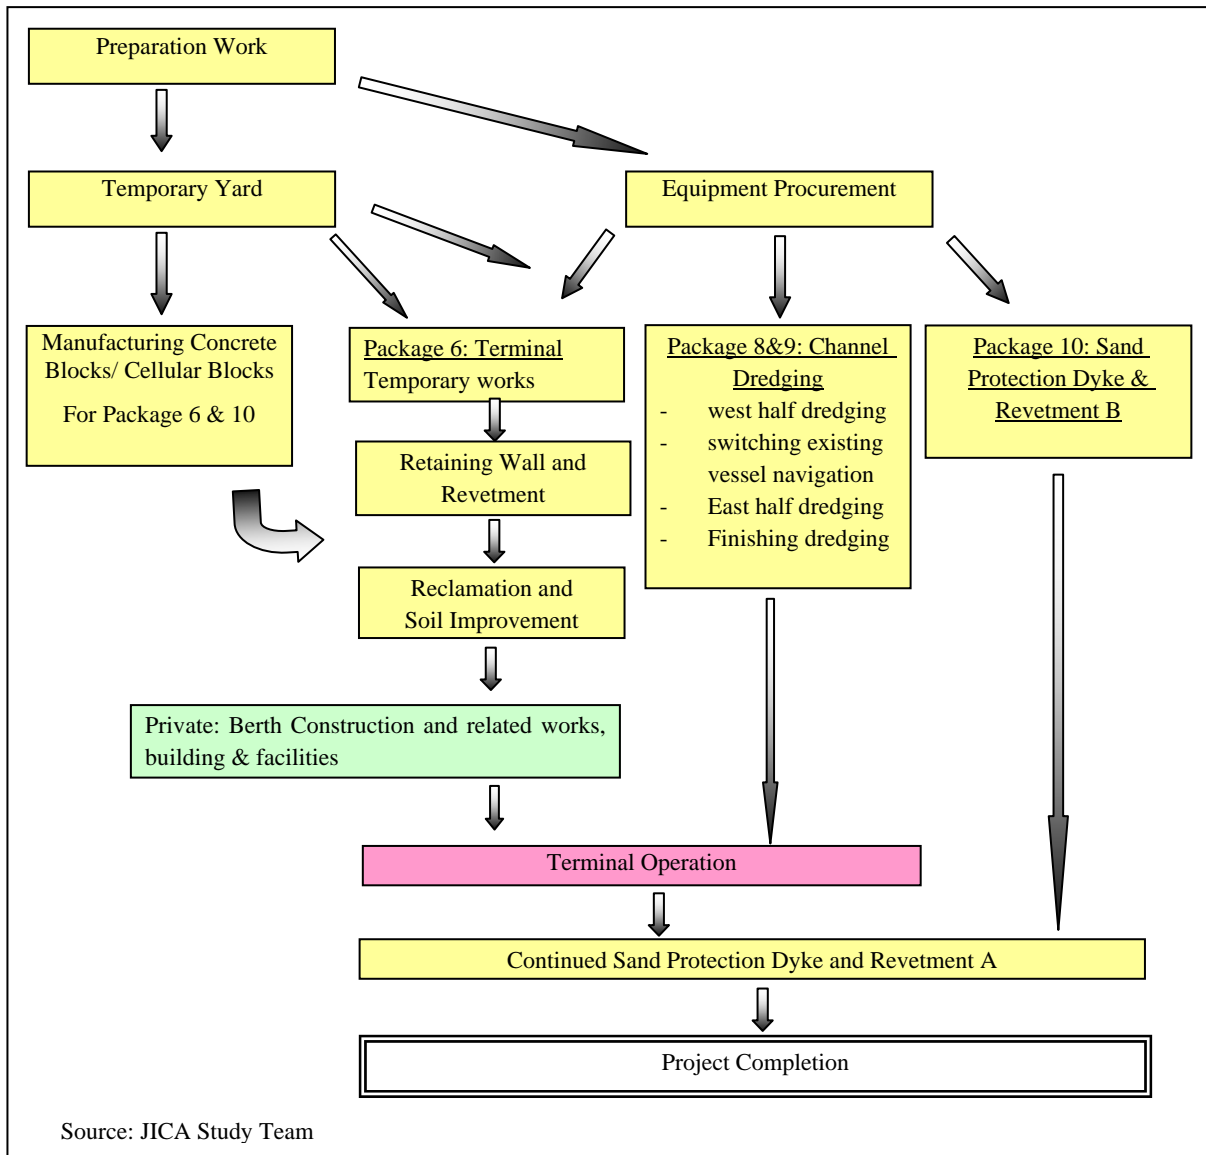 Preparation Work
Temporary Yard
Equipment Procurement
Manufacturing Concrete
Blocks/ Cellular Blocks
For Package 6 & 10
Package 6: Terminal
Temporary works
Package 8&9: Channel
Dredging
- west half dredging
- switching existing
vessel navigation
- East half dredging
- Finishing dredging
Package 10: Sand
Protection Dyke &
Revetment B
Retaining Wall and
Revetment
Reclamation and
Soil Improvement
Private: Berth Construction and related works,
building & facilities
Terminal Operation
Continued Sand Protection Dyke and Revetment A
Project Completion
Source: JICA Study Team